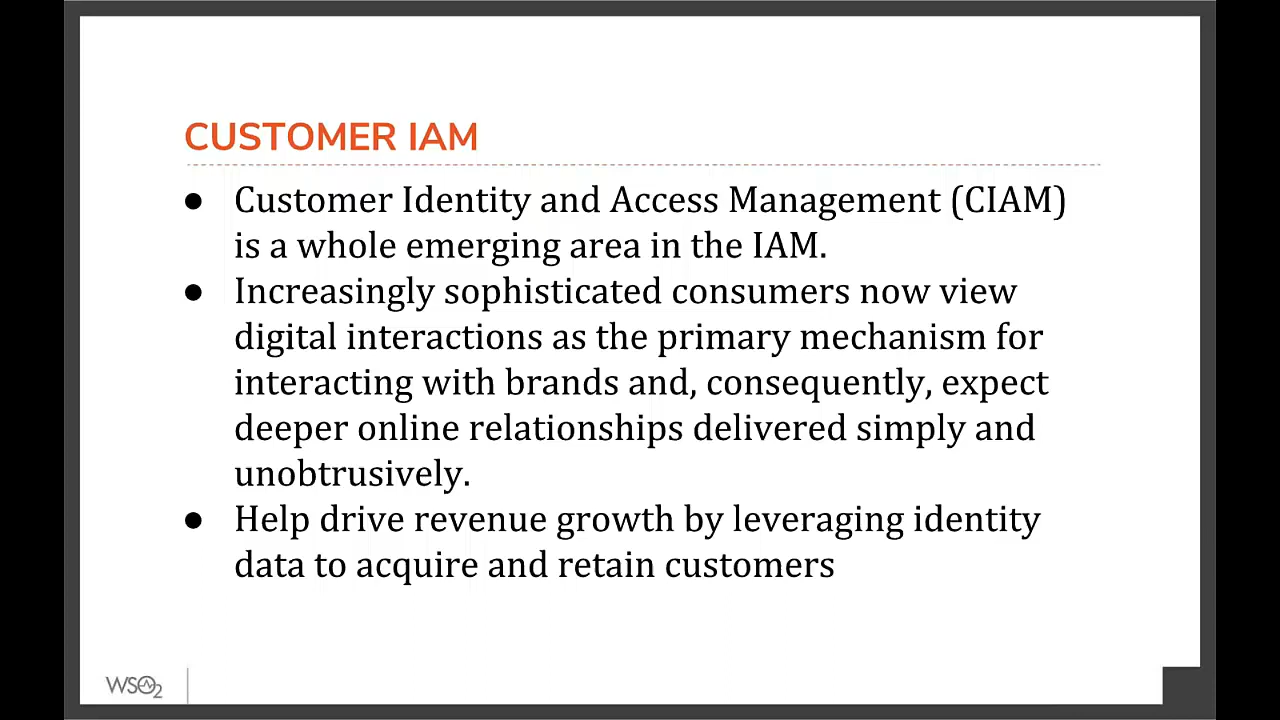 CUSTOMER IAM
● Customer Identity and Access Management (CIAM)
is a whole emerging area in the IAM.
● Increasingly sophisticated consumers now view
digital interactions as the primary mechanism for
interacting with brands and, consequently, expect
deeper online relationships delivered simply and
unobtrusively.
● Help drive revenue growth by leveraging identity
data to acquire and retain customers
WSO2